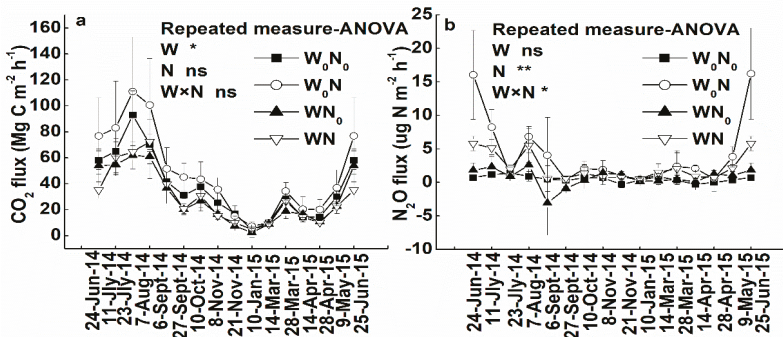 a
Repeated measure-ANOVA
W *
N ns
W×N ns
W₀N₀
W₀N
WN₀
WN
CO₂ flux (Mg C m⁻² h⁻¹)
160
140
120
100
80
60
40
20
0
24-Jun-14
11-Jly-14
23-Jly-14
7-Aug-14
6-Sept-14
27-Sept-14
10-Oct-14
8-Nov-14
21-Nov-14
10-Jan-15
14-Mar-15
28-Mar-15
14-Apr-15
28-Apr-15
9-May-15
25-Jun-15
b
Repeated measure-ANOVA
W ns
N **
W×N *
W₀N₀
W₀N
WN₀
WN
N₂O flux (ug N m⁻² h⁻¹)
25
20
15
10
5
0
-5
-10
24-Jun-14
11-Jly-14
23-Jly-14
7-Aug-14
6-Sept-14
27-Sept-14
10-Oct-14
8-Nov-14
21-Nov-14
10-Jan-15
14-Mar-15
28-Mar-15
14-Apr-15
28-Apr-15
9-May-15
25-Jun-15